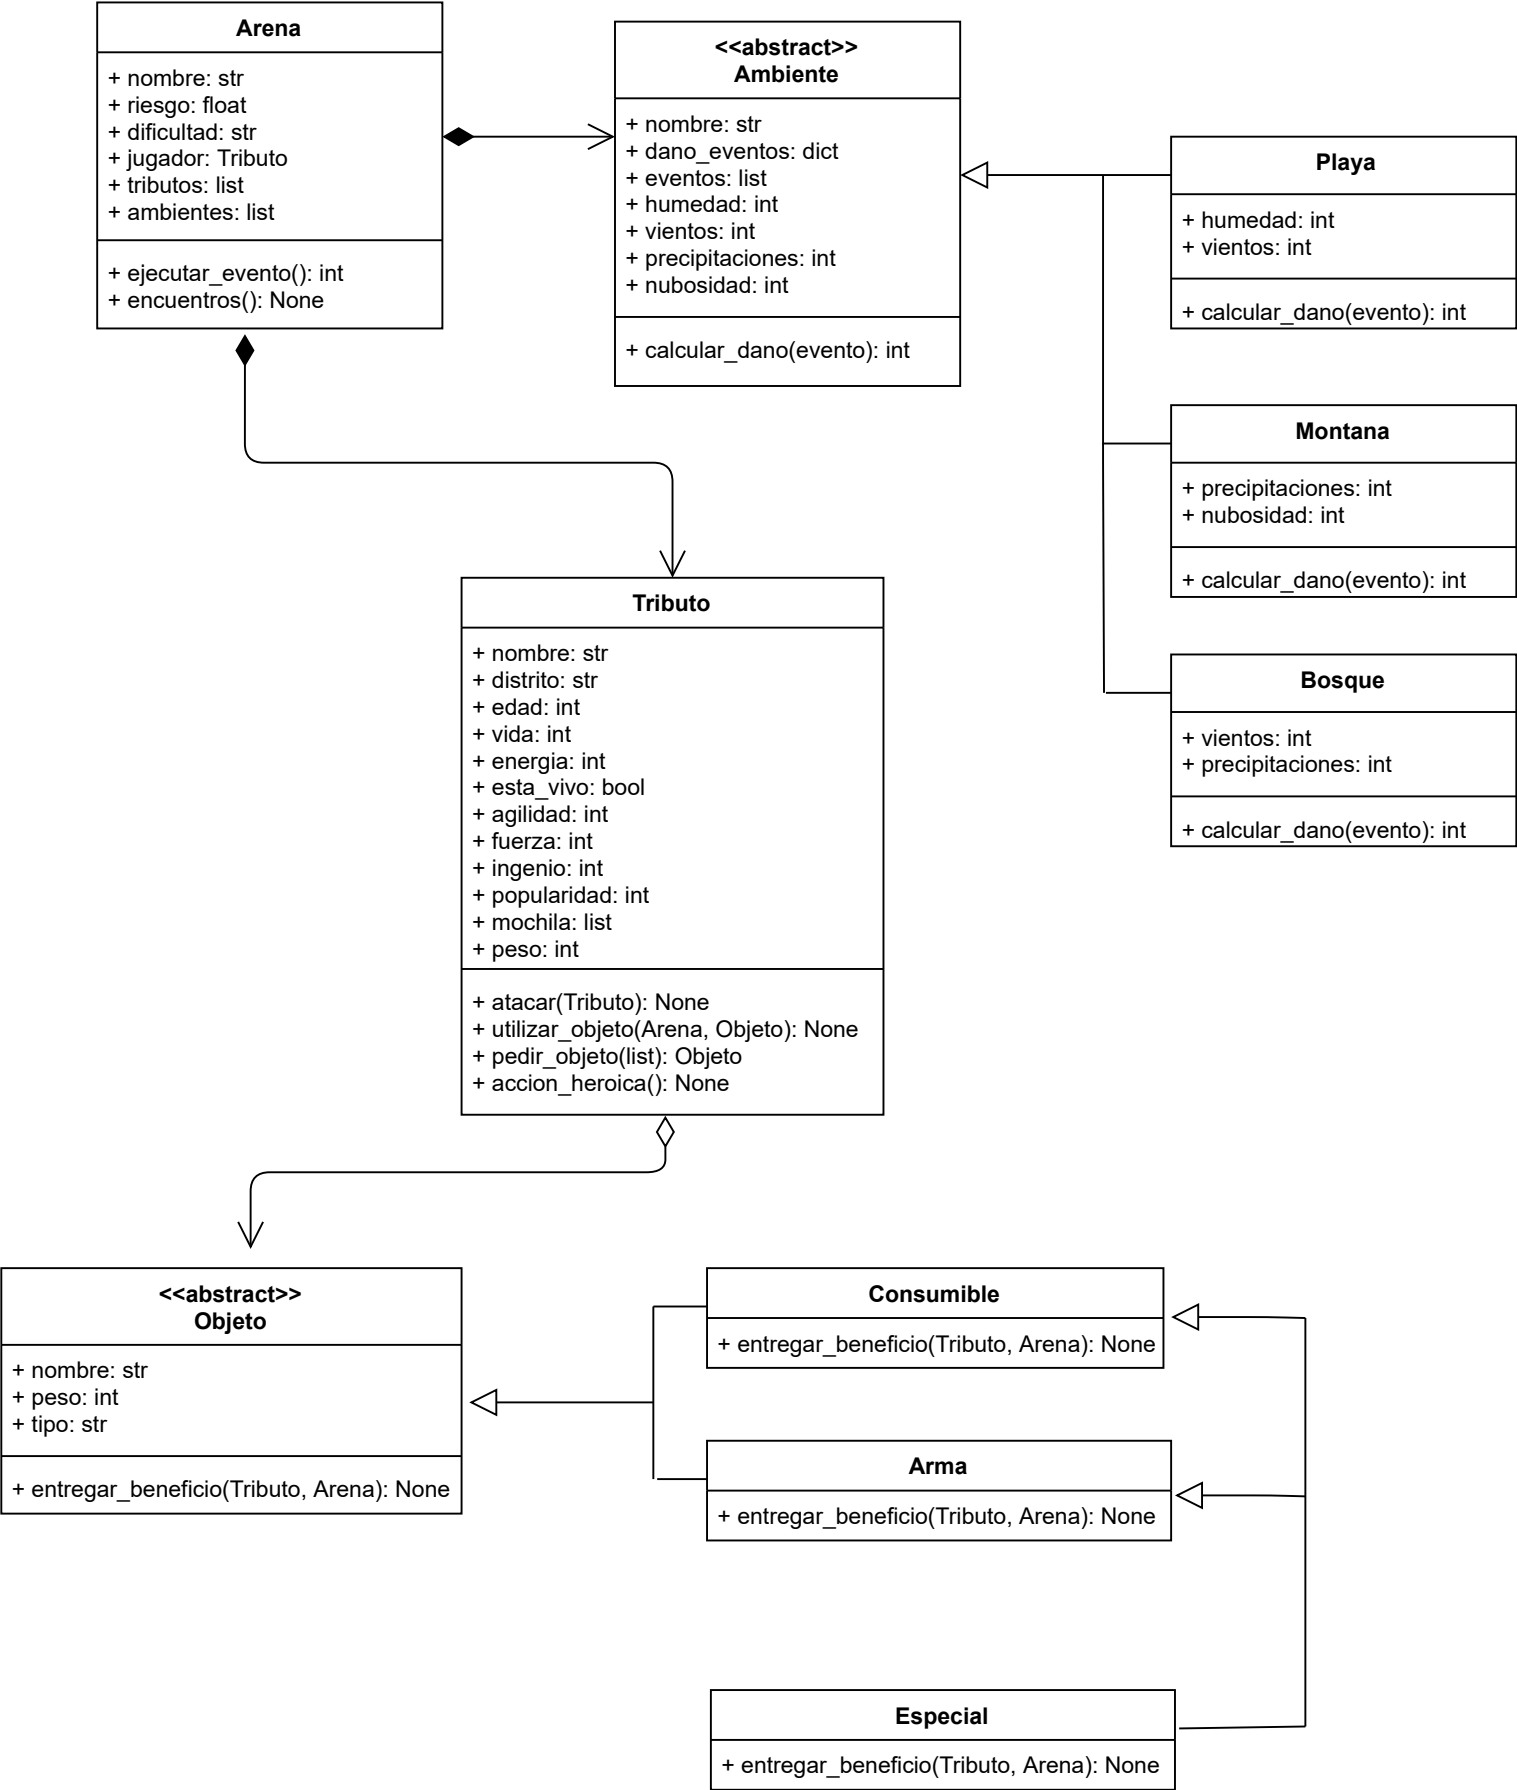 Arena
+ nombre: str
+ riesgo: float
+ dificultad: str
+ jugador: Tributo
+ tributos: list
+ ambientes: list
+ ejecutar_evento(): int
+ encuentros(): None
<<abstract>>
Ambiente
+ nombre: str
+ dano_eventos: dict
+ eventos: list
+ humedad: int
+ vientos: int
+ precipitaciones: int
+ nubosidad: int
+ calcular_dano(evento): int
Playa
+ humedad: int
+ vientos: int
+ calcular_dano(evento): int
Montana
+ precipitaciones: int
+ nubosidad: int
+ calcular_dano(evento): int
Bosque
+ vientos: int
+ precipitaciones: int
+ calcular_dano(evento): int
Tributo
+ nombre: str
+ distrito: str
+ edad: int
+ vida: int
+ energia: int
+ esta_vivo: bool
+ agilidad: int
+ fuerza: int
+ ingenio: int
+ popularidad: int
+ mochila: list
+ peso: int
+ atacar(Tributo): None
+ utilizar_objeto(Arena, Objeto): None
+ pedir_objeto(list): Objeto
+ accion_heroica(): None
<<abstract>>
Objeto
+ nombre: str
+ peso: int
+ tipo: str
+ entregar_beneficio(Tributo, Arena): None
Consumible
+ entregar_beneficio(Tributo, Arena): None
Arma
+ entregar_beneficio(Tributo, Arena): None
Especial
+ entregar_beneficio(Tributo, Arena): None